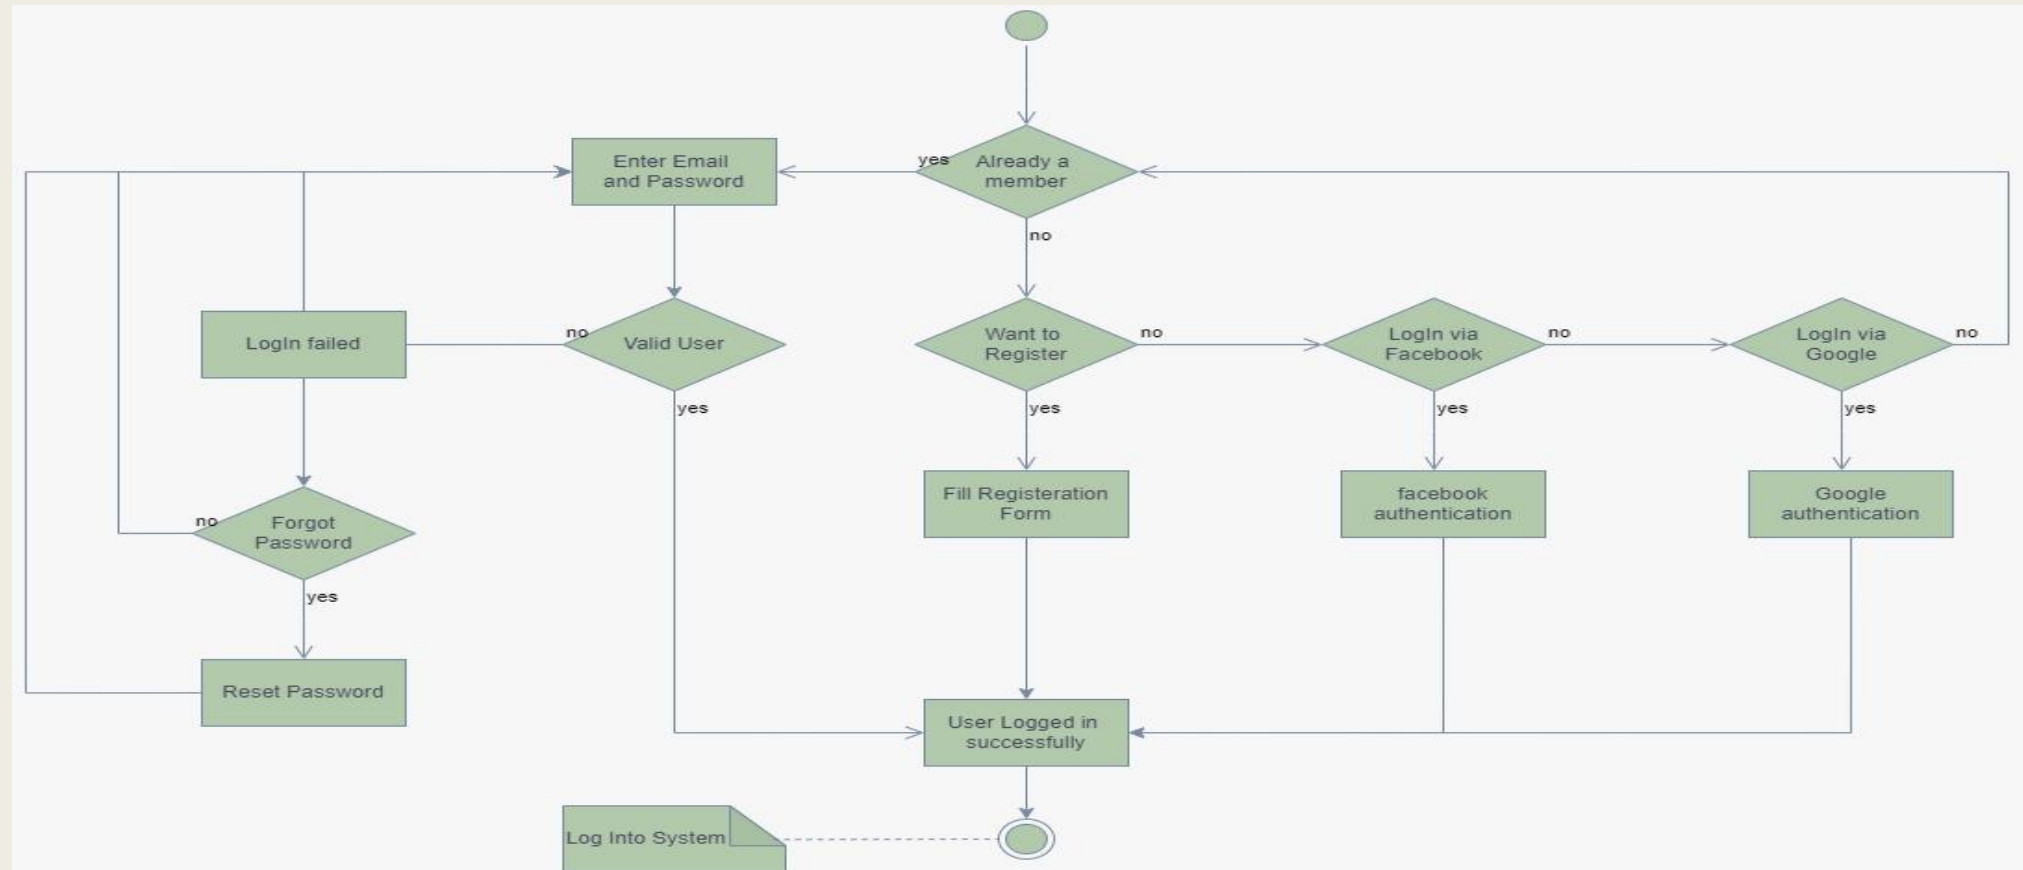 Enter Email
and Password
yes
Already a
member
no
LogIn failed
no
Valid User
yes
Want to
Register
no
yes
LogIn via
Facebook
no
yes
LogIn via
Google
no
yes
Fill Registeration
Form
facebook
authentication
Google
authentication
no
Forgot
Password
yes
Reset Password
User Logged in
successfully
Log Into System